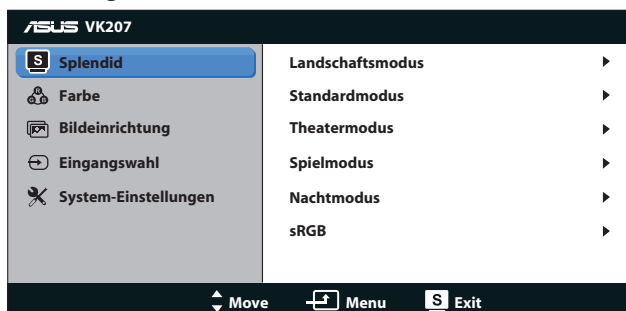 ASUS VK207
S Splendid
Farbe
Bildeinrichtung
Eingangswahl
System-Einstellungen
Landschaftsmodus
Standardmodus
Theatermodus
Spielmodus
Nachtmodus
sRGB
Move Menu S Exit